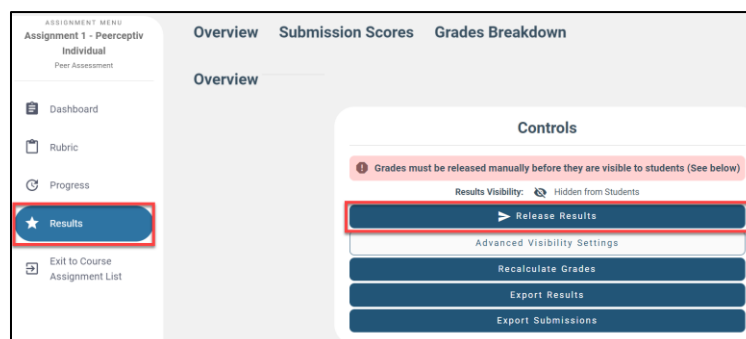 ASSIGNMENT MENU
Assignment 1 - Peerceptiv
Individual
Peer Assessment
Dashboard
Rubric
Progress
Results
Exit to Course
Assignment List
Overview Submission Scores Grades Breakdown
Overview
Controls
Grades must be released manually before they are visible to students (See below)
Results Visibility: Hidden from Students
Release Results
Advanced Visibility Settings
Recalculate Grades
Export Results
Export Submissions